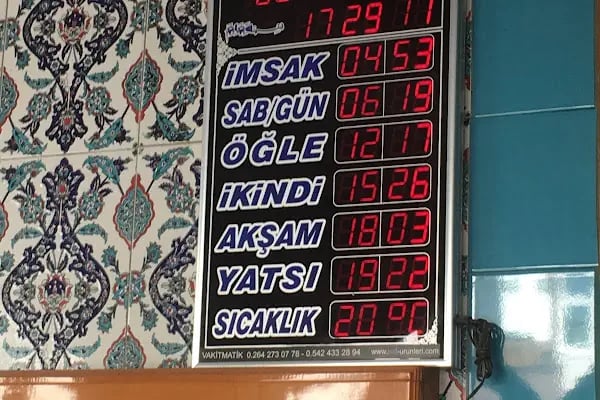 17 29 11
İMSAK 04 53
SAB/GÜN 06 19
ÖĞLE 12 17
İKİNDİ 15 26
AKŞAM 18 03
YATSI 19 22
SICAKLIK 20 °C
VAKİTMATİK 0.264 273 07 78 - 0.542 433 28 94